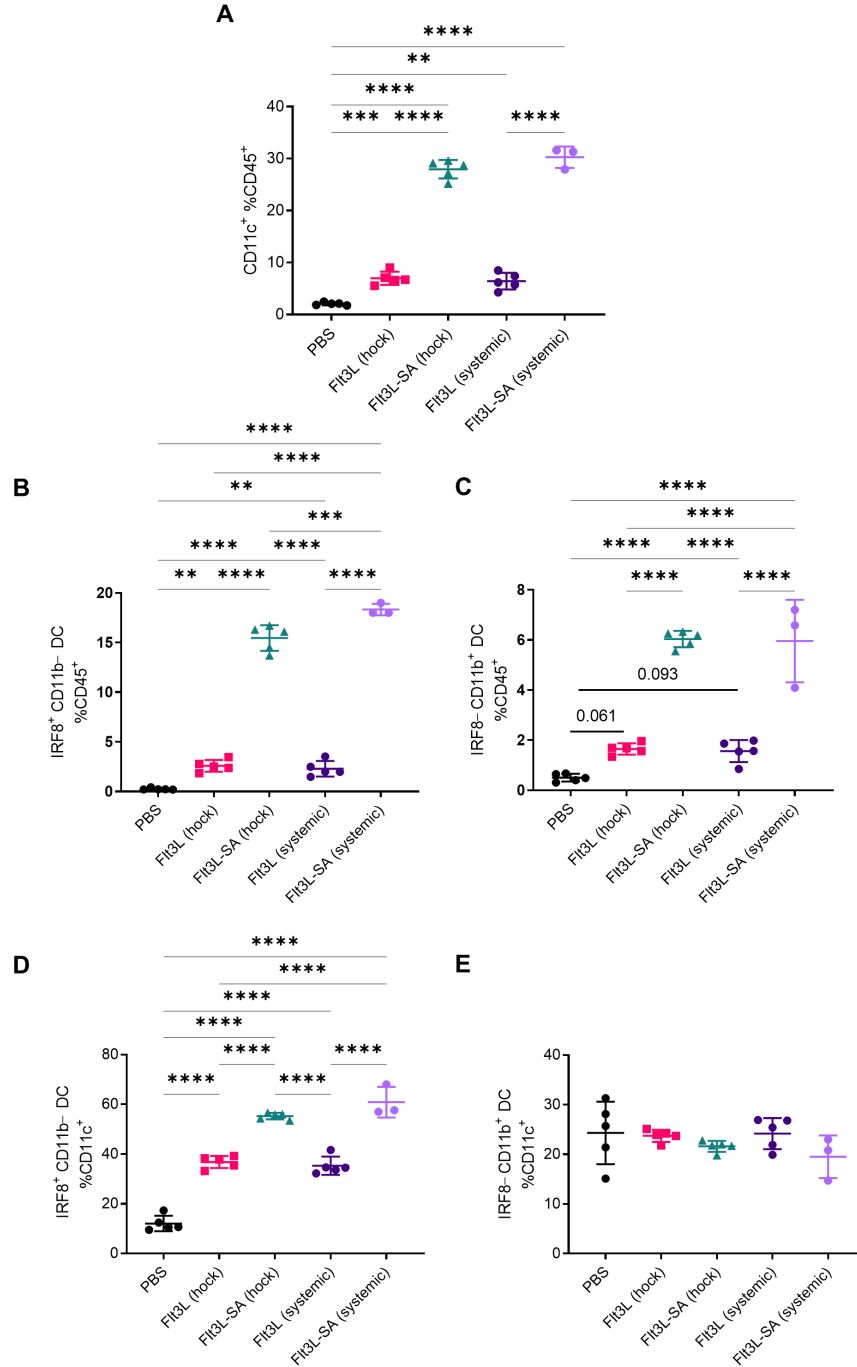 A
****
**
****
*** **** ****
40
30
20
10
0
CD11c⁺ %CD45⁺
PBS
Flt3L (hock)
Flt3L-SA (hock)
Flt3L (systemic)
Flt3L-SA (systemic)
B
****
****
**
***
**** ****
** **** ****
20
15
10
5
0
IRF8⁺ CD11b– DC
%CD45⁺
PBS
Flt3L (hock)
Flt3L-SA (hock)
Flt3L (systemic)
Flt3L-SA (systemic)
C
****
****
**** ****
**** ****
0.093
0.061
8
6
4
2
0
IRF8– CD11b⁺ DC
%CD45⁺
PBS
Flt3L (hock)
Flt3L-SA (hock)
Flt3L (systemic)
Flt3L-SA (systemic)
D
****
****
****
****
**** ****
**** ****
80
60
40
20
0
IRF8⁺ CD11b– DC
%CD11c⁺
PBS
Flt3L (hock)
Flt3L-SA (hock)
Flt3L (systemic)
Flt3L-SA (systemic)
E
40
30
20
10
0
IRF8– CD11b⁺ DC
%CD11c⁺
PBS
Flt3L (hock)
Flt3L-SA (hock)
Flt3L (systemic)
Flt3L-SA (systemic)